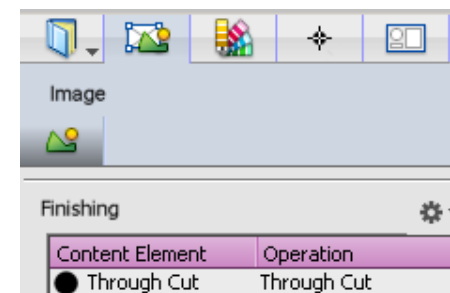 Image
Finishing
Content Element Operation
Through Cut Through Cut